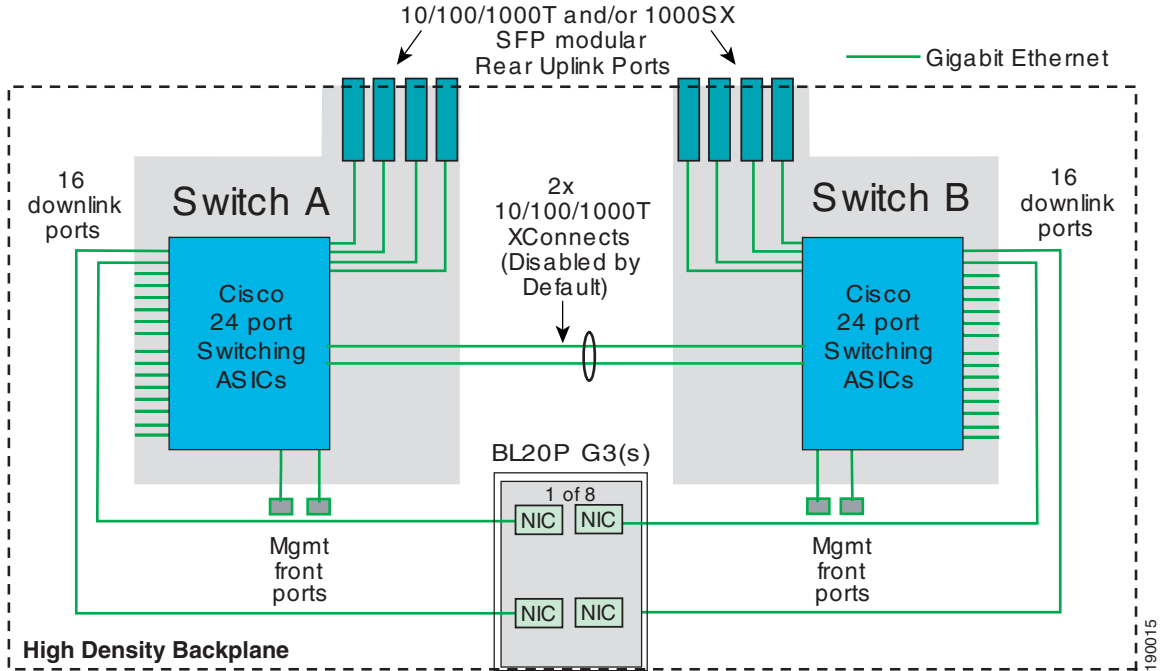 10/100/1000T and/or 1000SX
SFP modular
Rear Uplink Ports
Gigabit Ethernet
16
downlink
ports
Switch A
2x
10/100/1000T
XConnects
(Disabled by
Default)
Switch B
16
downlink
ports
Cisco
24 port
Switching
ASICs
Cisco
24 port
Switching
ASICs
BL20P G3(s)
1 of 8
NIC
NIC
Mgmt
front
ports
Mgmt
front
ports
NIC
NIC
High Density Backplane
190015